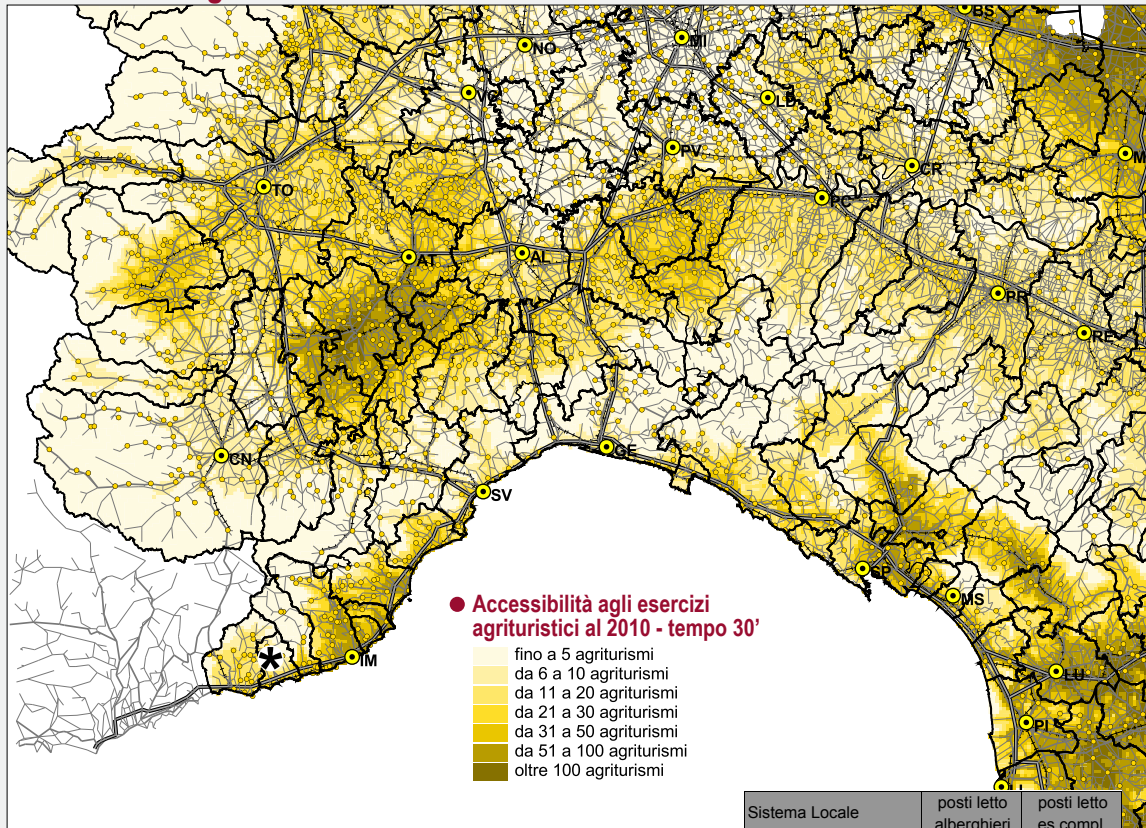 BS
NO
MI
VC
LD
PV
CR
TO
PC
AT
AL
PR
RE
GE
CN
SV
SP
MS
● Accessibilità agli esercizi
agrituristici al 2010 - tempo 30'
fino a 5 agriturismi
da 6 a 10 agriturismi
da 11 a 20 agriturismi
da 21 a 30 agriturismi
da 31 a 50 agriturismi
da 51 a 100 agriturismi
oltre 100 agriturismi
*
IM
LU
PI
LI
Sistema Locale
posti letto
alberghieri
posti letto
es.compl.